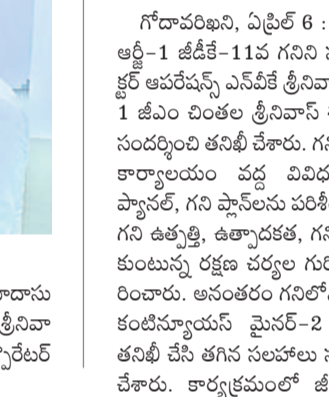 గోదావరిఖని, ఏప్రిల్ 6 :
ఆర్జీ-1 జీడీకే-11వ గనిని
క్టర్ ఆపరేషన్స్ ఎన్‌వీకే శ్రీనివా
1 జీఎం చింతల శ్రీనివాస్
సందర్శించి తనిఖీ చేశారు. గ
కార్యాలయం వద్ద వివిధ
ప్యానల్, గని ప్లాన్‌లను పరిశీ
గని ఉత్పత్తి, ఉత్పాదకత, గ
కుంటున్న రక్షణ చర్యల గురి
రించారు. అనంతరం గనిలో
కంటిన్యూయస్ మైనర్-2
తనిఖీ చేసి తగిన సలహాలు
చేశారు. కార్యక్రమంలో జీ
దాసు
శ్రీనివా
పరేటర్